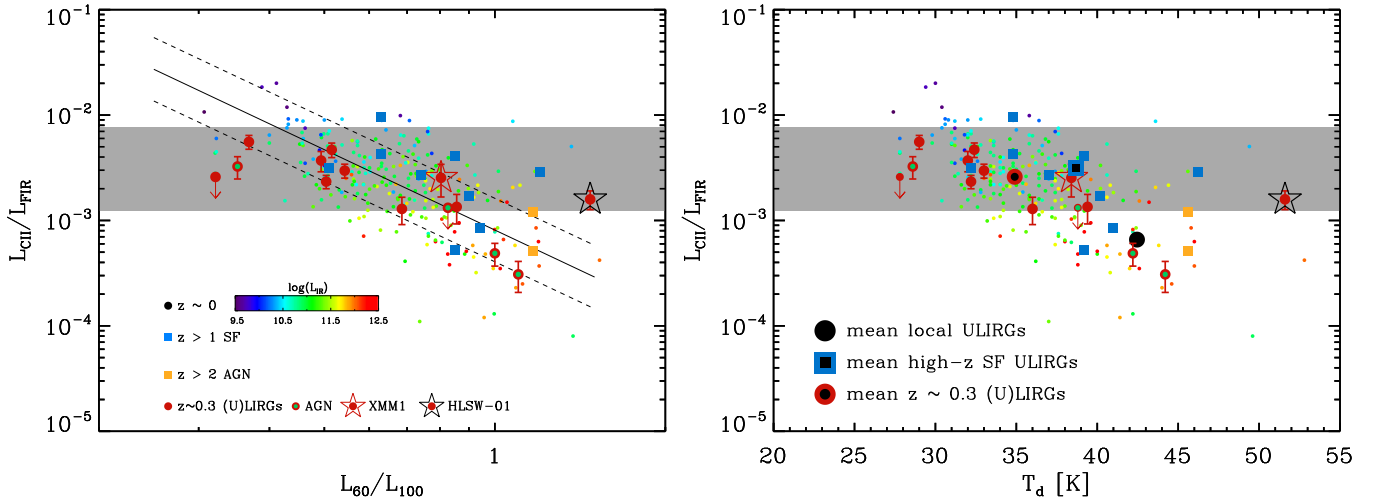 10⁻¹
10⁻²
10⁻³
10⁻⁴
10⁻⁵
L_CII/L_FIR
z ~ 0
log(L_IR)
9.5 10.5 11.5 12.5
z > 1 SF
z > 2 AGN
z~0.3 (U)LIRGs AGN XMM1 HLSW-01
1
L₆₀/L₁₀₀
10⁻¹
10⁻²
10⁻³
10⁻⁴
10⁻⁵
L_CII/L_FIR
mean local ULIRGs
mean high-z SF ULIRGs
mean z ~ 0.3 (U)LIRGs
20 25 30 35 40 45 50 55
T_d [K]